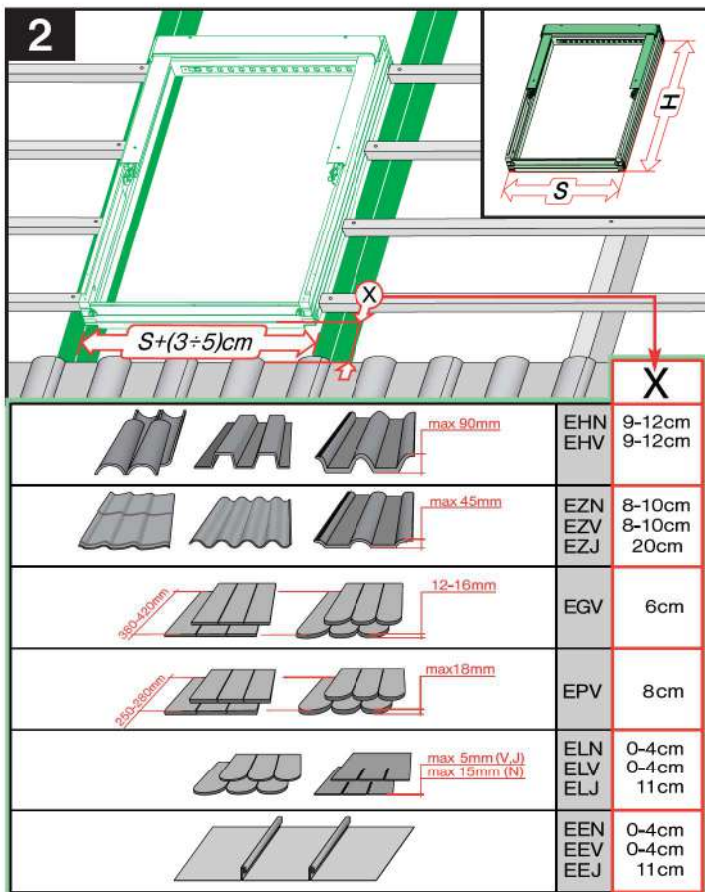 2
H
S
X
S+(3÷5)cm
X
max 90mm
EHN 9-12cm
EHV 9-12cm
max 45mm
EZN 8-10cm
EZV 8-10cm
EZJ 20cm
380-420mm
12-16mm
EGV 6cm
250-280mm
max18mm
EPV 8cm
max 5mm (V,J)
max 15mm (N)
ELN 0-4cm
ELV 0-4cm
ELJ 11cm
EEN 0-4cm
EEV 0-4cm
EEJ 11cm